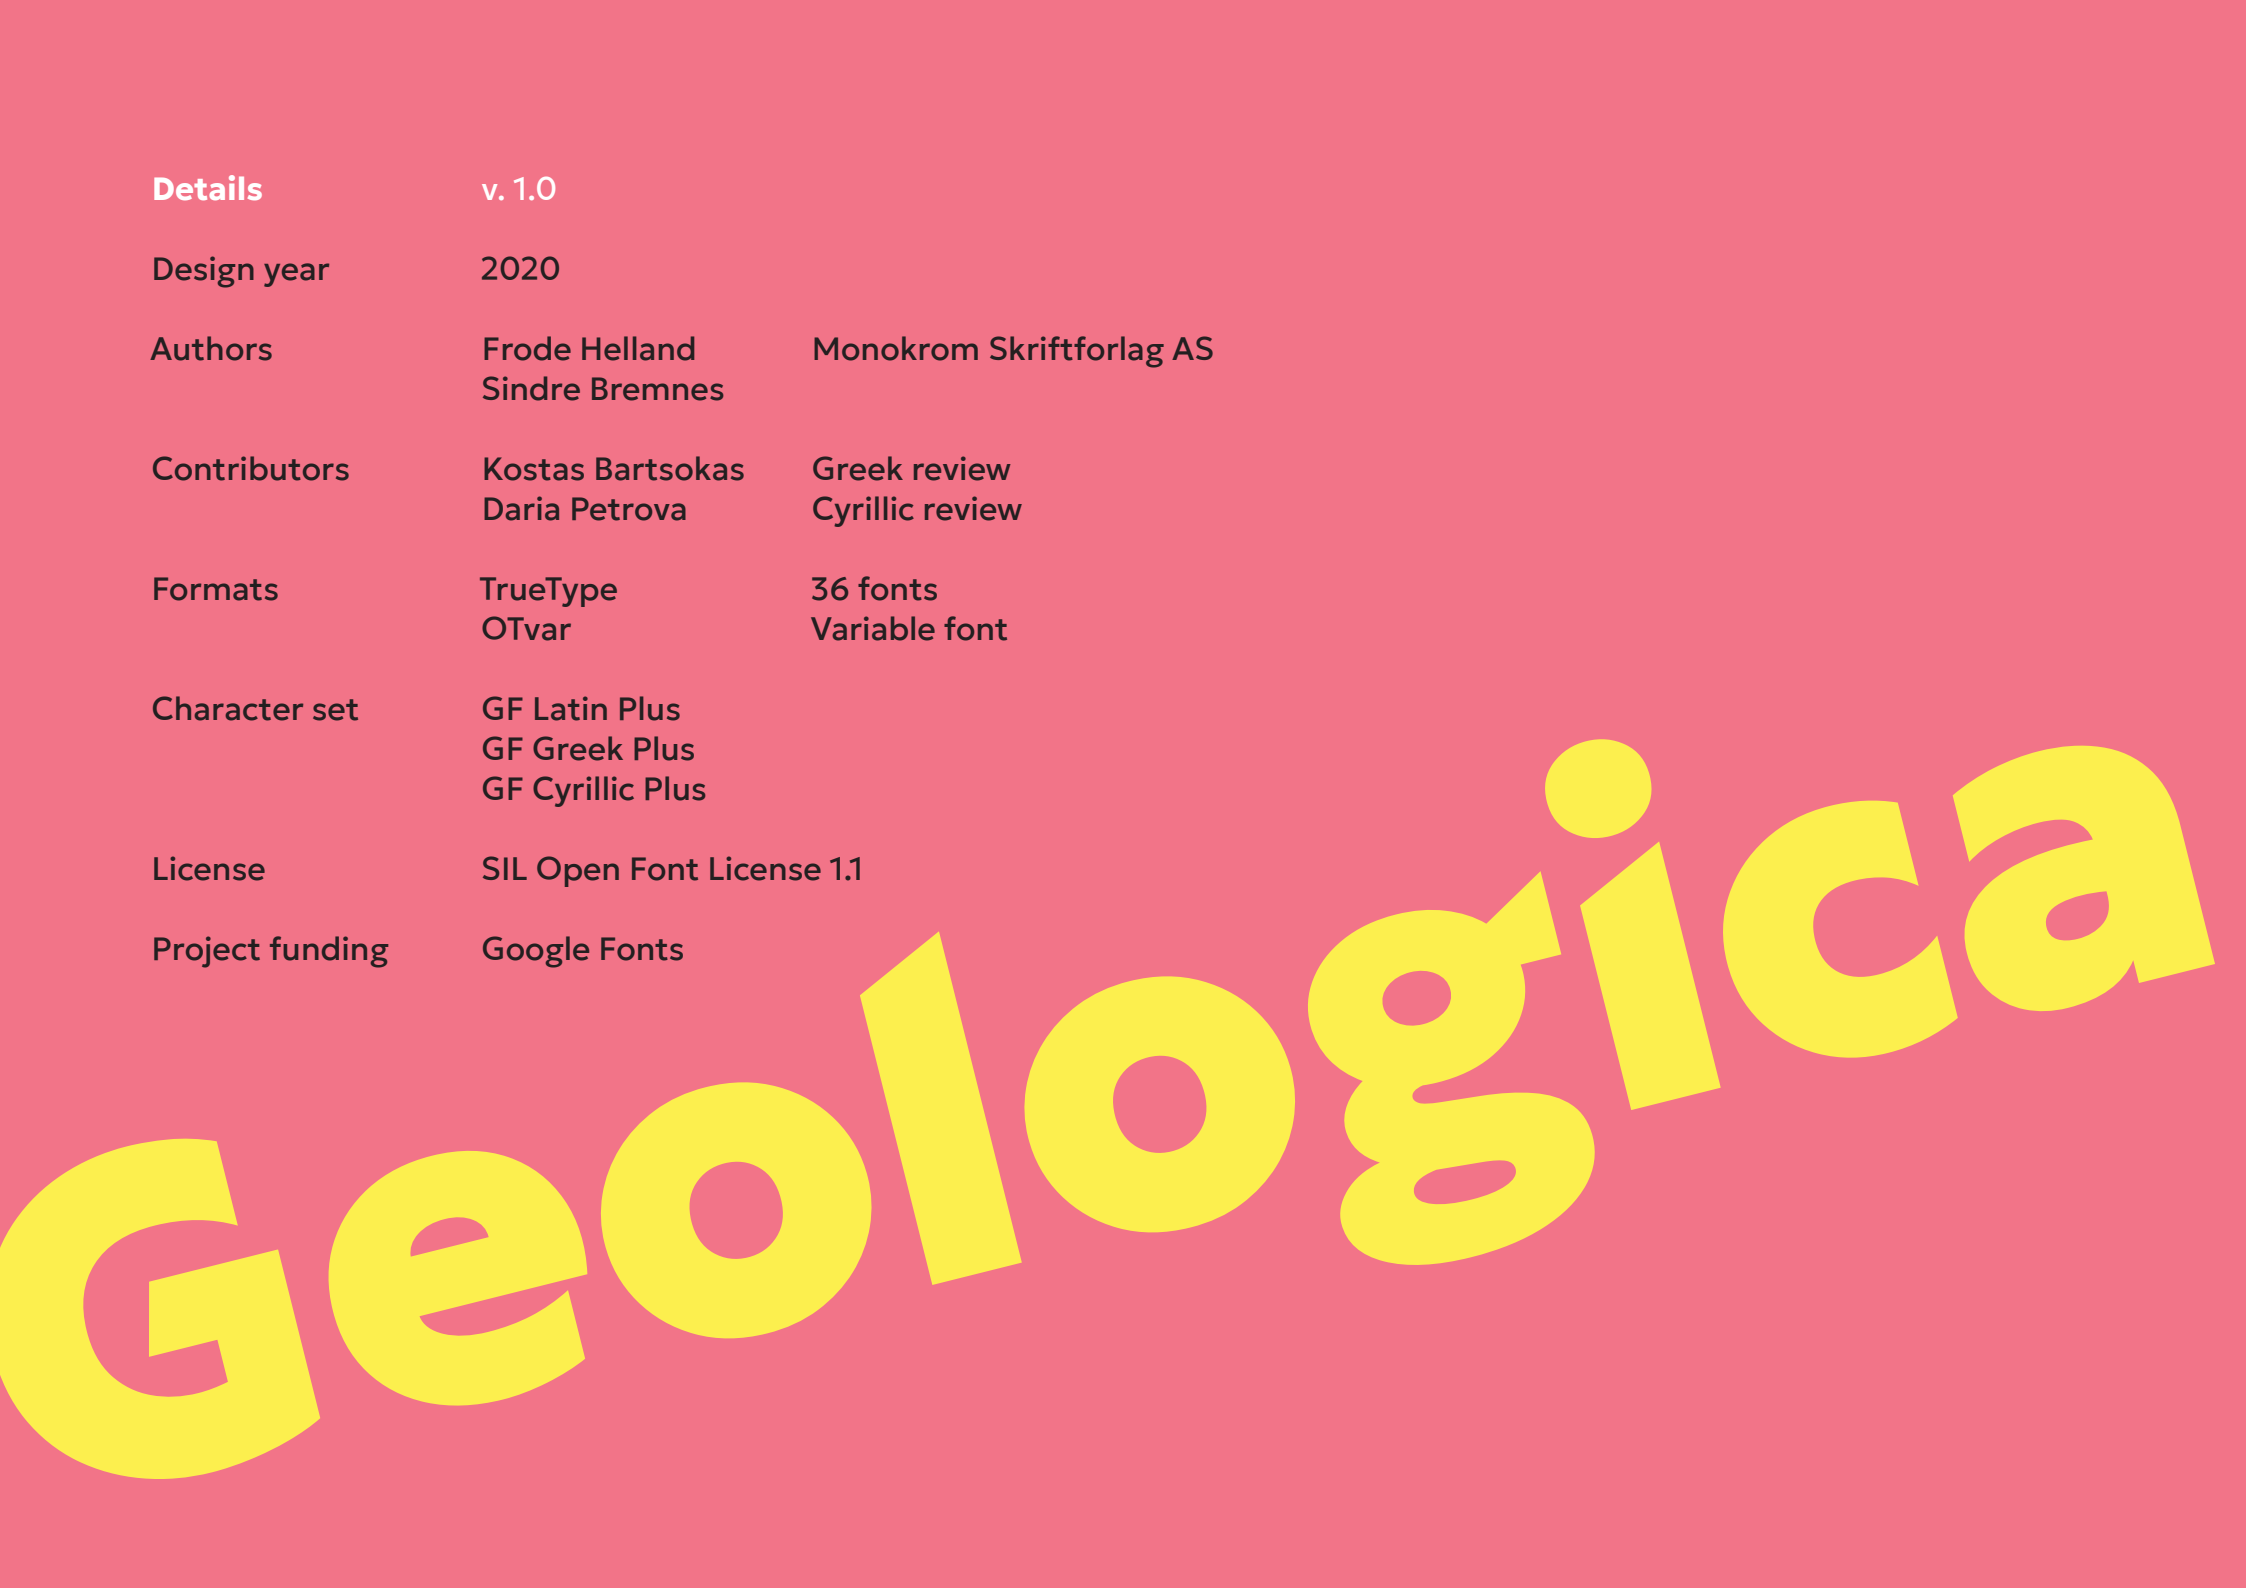 Details v. 1.0
Design year 2020
Authors Frode Helland Monokrom Skriftforlag AS
Sindre Bremnes
Contributors Kostas Bartsokas Greek review
Daria Petrova Cyrillic review
Formats TrueType 36 fonts
OTvar Variable font
Character set GF Latin Plus
GF Greek Plus
GF Cyrillic Plus
License SIL Open Font License 1.1
Project funding Google Fonts
Geologica